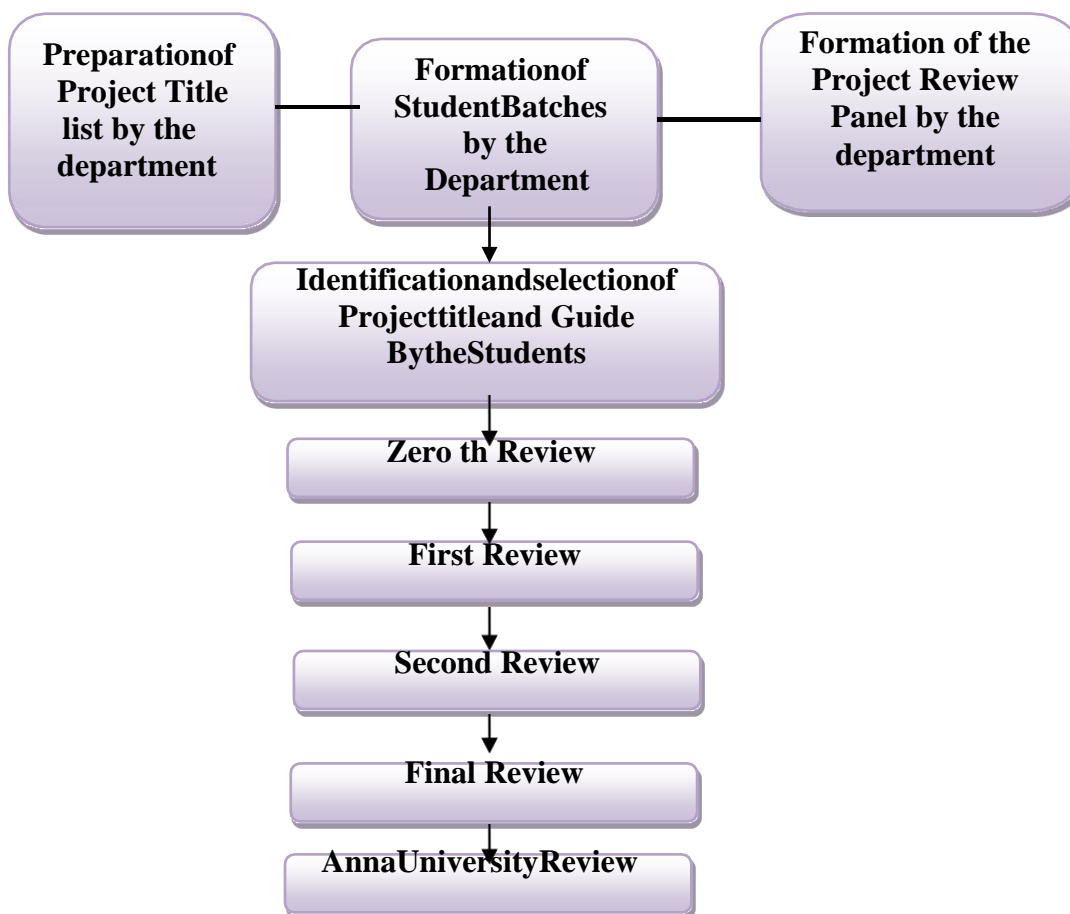 Preparationof
Project Title
list by the
department
Formationof
StudentBatches
by the
Department
Formation of the
Project Review
Panel by the
department
Identificationandselectionof
Projecttitleand Guide
BytheStudents
Zero th Review
First Review
Second Review
Final Review
AnnaUniversityReview